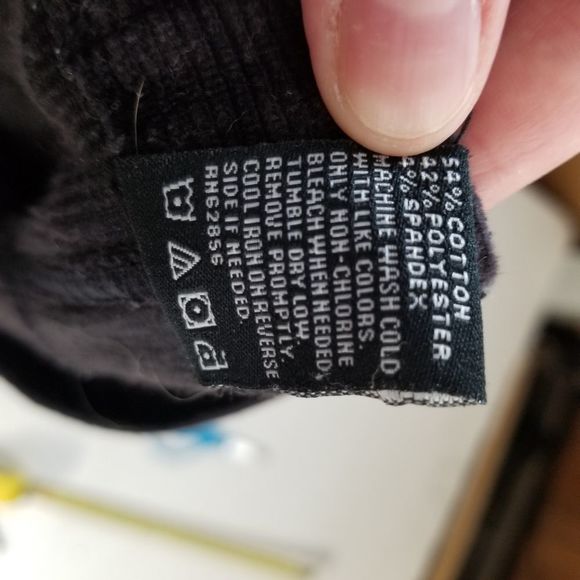 54% COTTON
42% POLYESTER
4% SPANDEX
MACHINE WASH COLD
WITH LIKE COLORS.
ONLY NON-CHLORINE
BLEACH WHEN NEEDED.
TUMBLE DRY LOW.
REMOVE PROMPTLY.
COOL IRON ON REVERSE
SIDE IF NEEDED.
RN62856